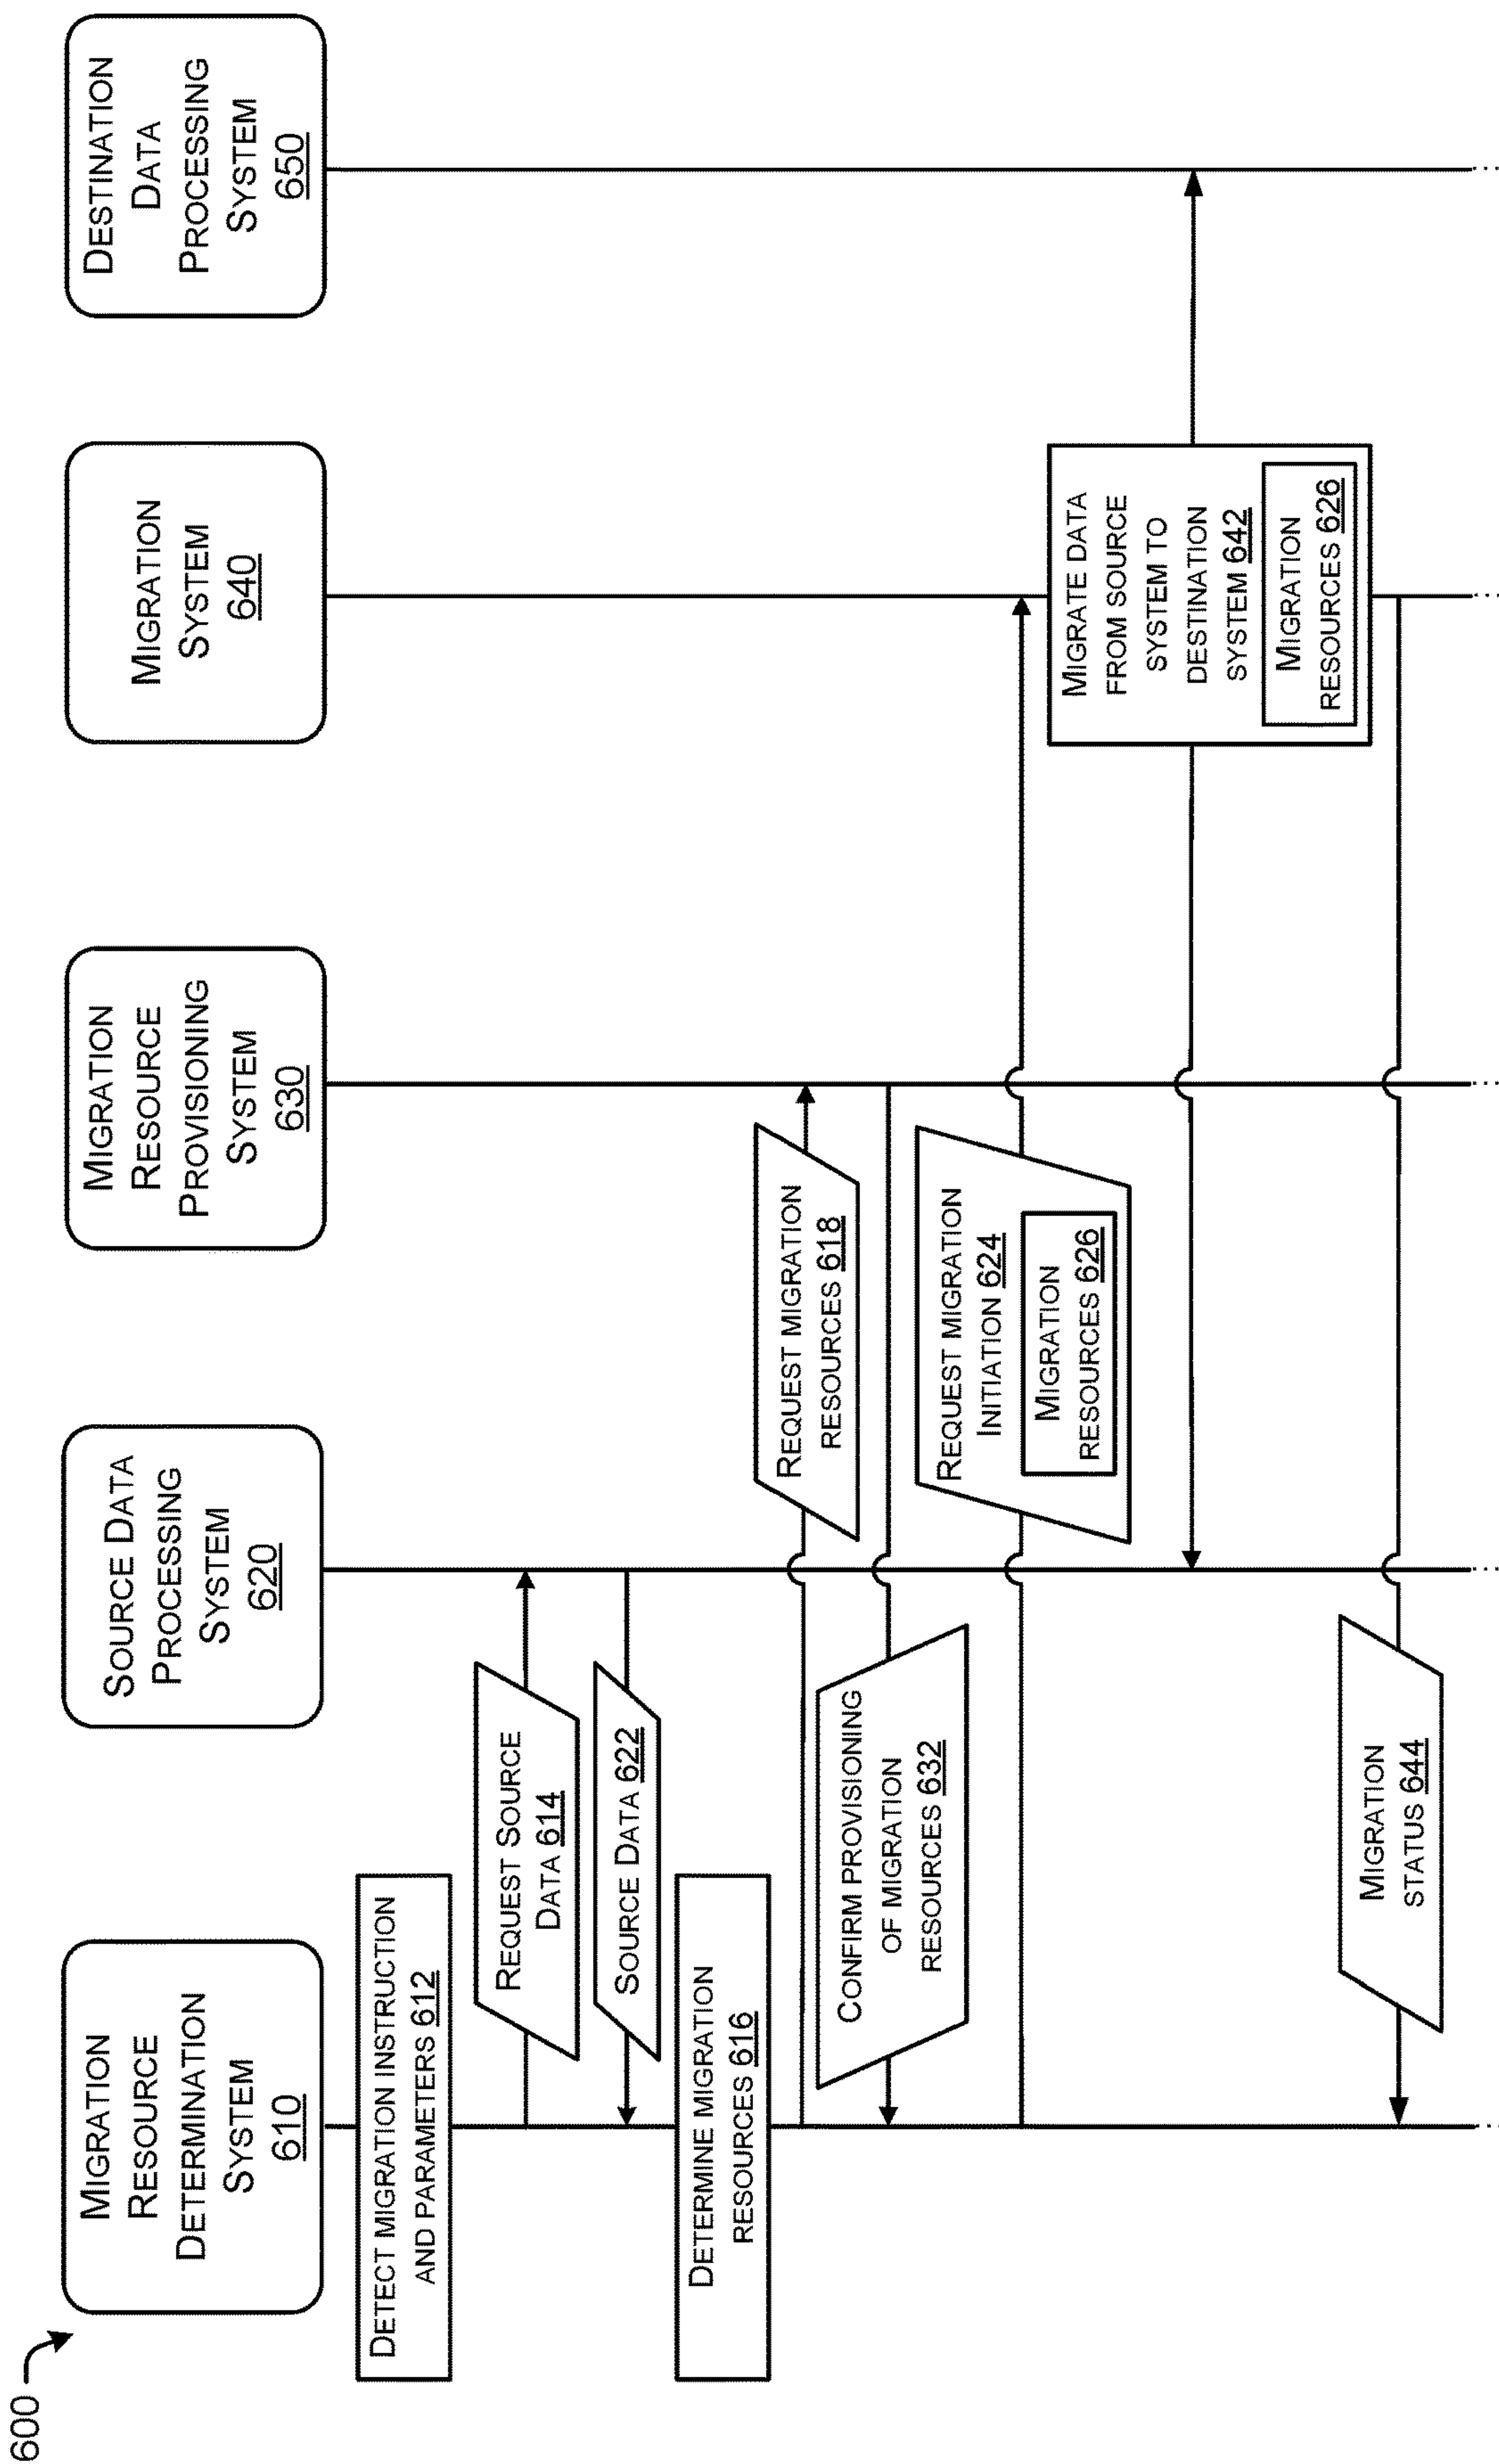 600
MIGRATION
RESOURCE
DETERMINATION
SYSTEM
610
SOURCE DATA
PROCESSING
SYSTEM
620
MIGRATION
RESOURCE
PROVISIONING
SYSTEM
630
MIGRATION
SYSTEM
640
DESTINATION
DATA
PROCESSING
SYSTEM
650
DETECT MIGRATION INSTRUCTION
AND PARAMETERS 612
REQUEST SOURCE
DATA 614
SOURCE DATA 622
DETERMINE MIGRATION
RESOURCES 616
REQUEST MIGRATION
RESOURCES 618
CONFIRM PROVISIONING
OF MIGRATION
RESOURCES 632
REQUEST MIGRATION
INITIATION 624
MIGRATION
RESOURCES 626
MIGRATE DATA
FROM SOURCE
SYSTEM TO
DESTINATION
SYSTEM 642
MIGRATION
RESOURCES 626
MIGRATION
STATUS 644